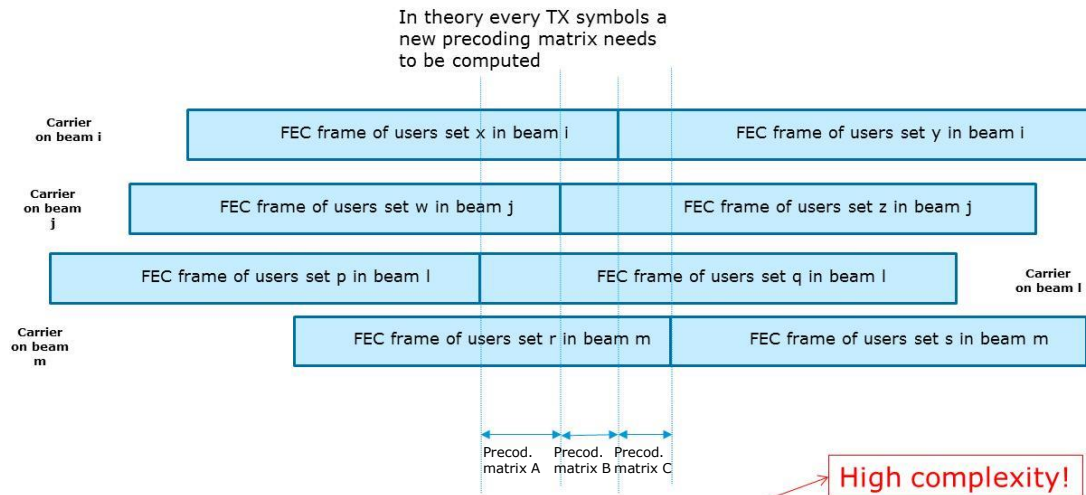 In theory every TX symbols a
new precoding matrix needs
to be computed
Carrier
on beam i
FEC frame of users set x in beam i
FEC frame of users set y in beam i
Carrier
on beam
j
FEC frame of users set w in beam j
FEC frame of users set z in beam j
FEC frame of users set p in beam l
FEC frame of users set q in beam l
Carrier
on beam l
Carrier
on beam
m
FEC frame of users set r in beam m
FEC frame of users set s in beam m
Precod.
matrix A
Precod.
matrix B
Precod.
matrix C
High complexity!